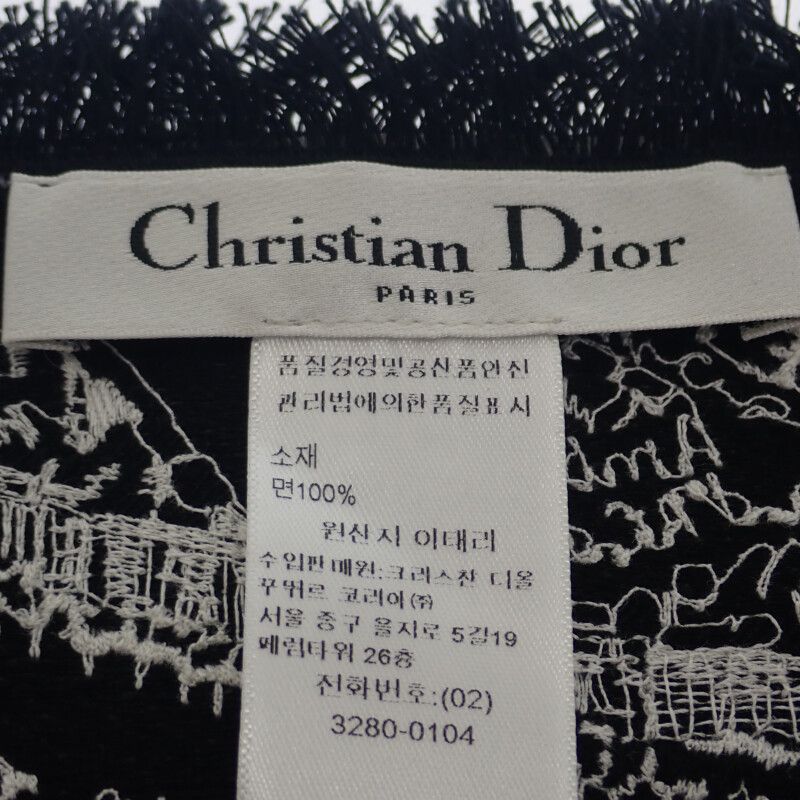 Christian Dior
PARIS
품질경영및공산품안전
관리법에의한품질표시
소재
면100%
원산지 이태리
수입판매원:크리스챤 디올
꾸뛰르 코리아㈜
서울 중구 을지로 5길19
페럼타워 26층
전화번호:(02)
3280-0104